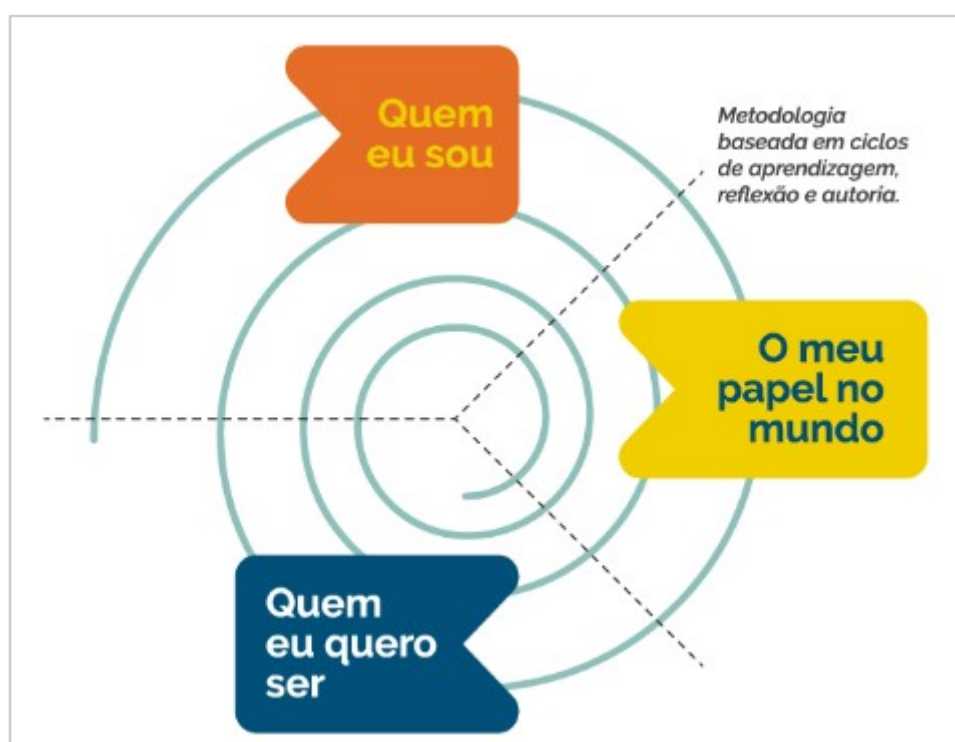 Quem
eu sou
Metodologia
baseada em ciclos
de aprendizagem,
reflexão e autoria.
O meu
papel no
mundo
Quem
eu quero
ser